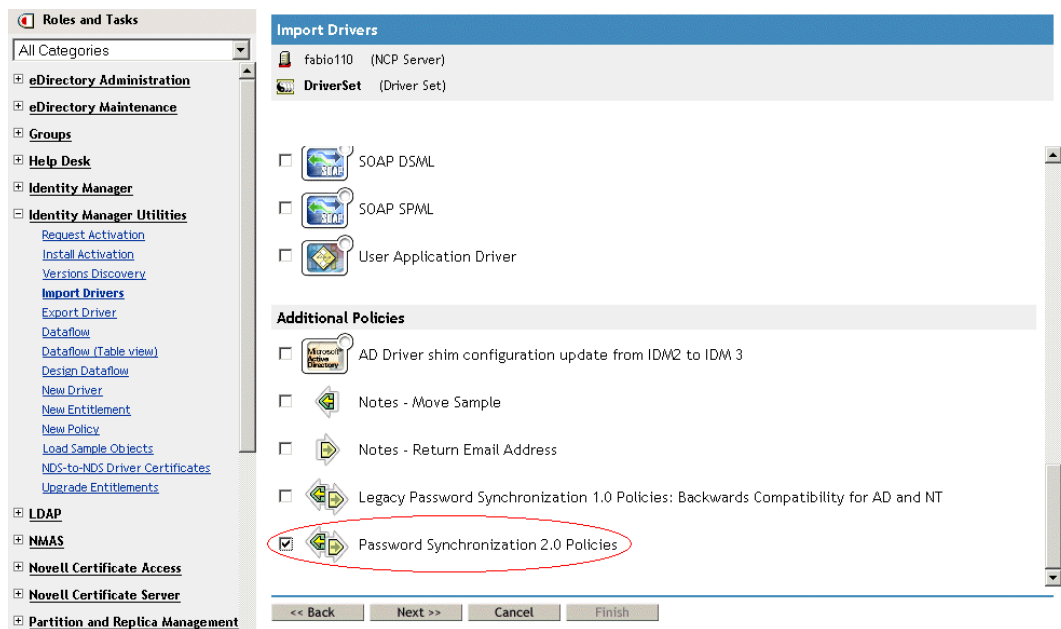 Roles and Tasks
All Categories
eDirectory Administration
eDirectory Maintenance
Groups
Help Desk
Identity Manager
Identity Manager Utilities
Request Activation
Install Activation
Versions Discovery
Import Drivers
Export Driver
Dataflow
Dataflow (Table view)
Design Dataflow
New Driver
New Entitlement
New Policy
Load Sample Objects
NDS-to-NDS Driver Certificates
Upgrade Entitlements
LDAP
NMAS
Novell Certificate Access
Novell Certificate Server
Partition and Replica Management
Import Drivers
fabio110 (NCP Server)
DriverSet (Driver Set)
SOAP
SOAP DSML
SOAP
SOAP SPML
User Application Driver
Additional Policies
Microsoft
Active
Directory
AD Driver shim configuration update from IDM2 to IDM 3
Notes - Move Sample
Notes - Return Email Address
Legacy Password Synchronization 1.0 Policies: Backwards Compatibility for AD and NT
Password Synchronization 2.0 Policies
<< Back Next >> Cancel Finish